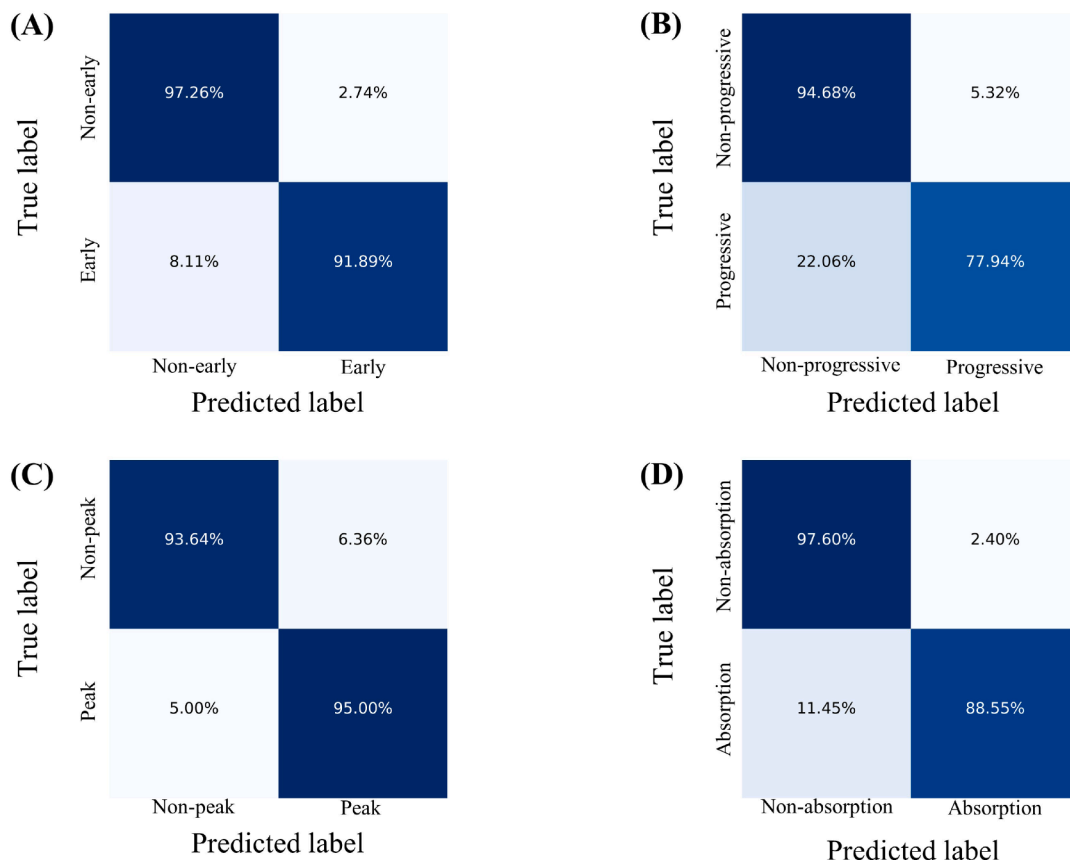 (A)
True label
Non-early
Early
97.26%
2.74%
8.11%
91.89%
Non-early
Early
Predicted label
(B)
True label
Non-progressive
Progressive
94.68%
5.32%
22.06%
77.94%
Non-progressive
Progressive
Predicted label
(C)
True label
Non-peak
Peak
93.64%
6.36%
5.00%
95.00%
Non-peak
Peak
Predicted label
(D)
True label
Non-absorption
Absorption
97.60%
2.40%
11.45%
88.55%
Non-absorption
Absorption
Predicted label